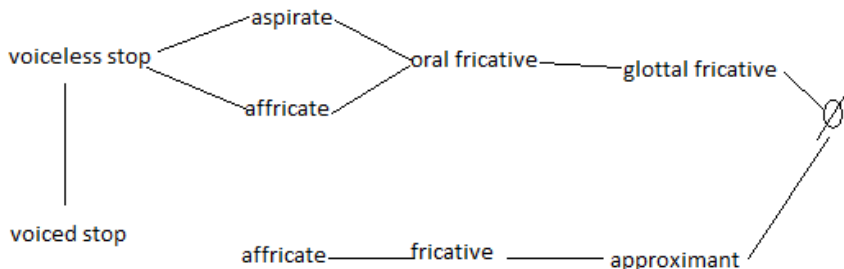 aspirate
voiceless stop
oral fricative
glottal fricative
affricate
Ø
voiced stop
affricate
fricative
approximant